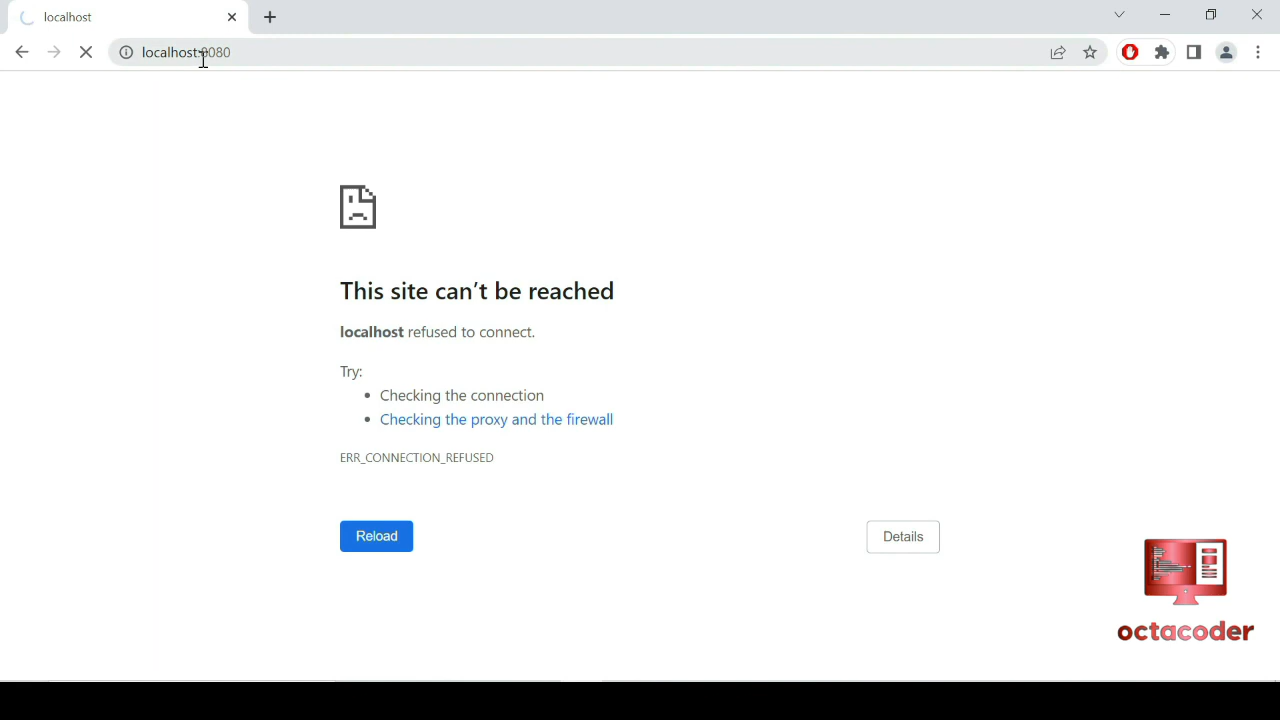 localhost
localhost:8080
This site can't be reached
localhost refused to connect.
Try:
• Checking the connection
• Checking the proxy and the firewall
ERR_CONNECTION_REFUSED
Reload
Details
octacoder